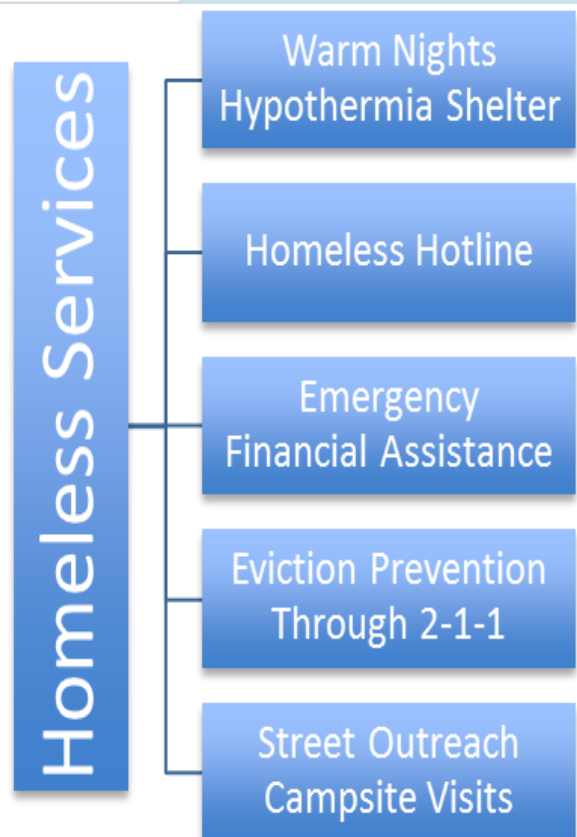 Homeless Services
Warm Nights
Hypothermia Shelter
Homeless Hotline
Emergency
Financial Assistance
Eviction Prevention
Through 2-1-1
Street Outreach
Campsite Visits